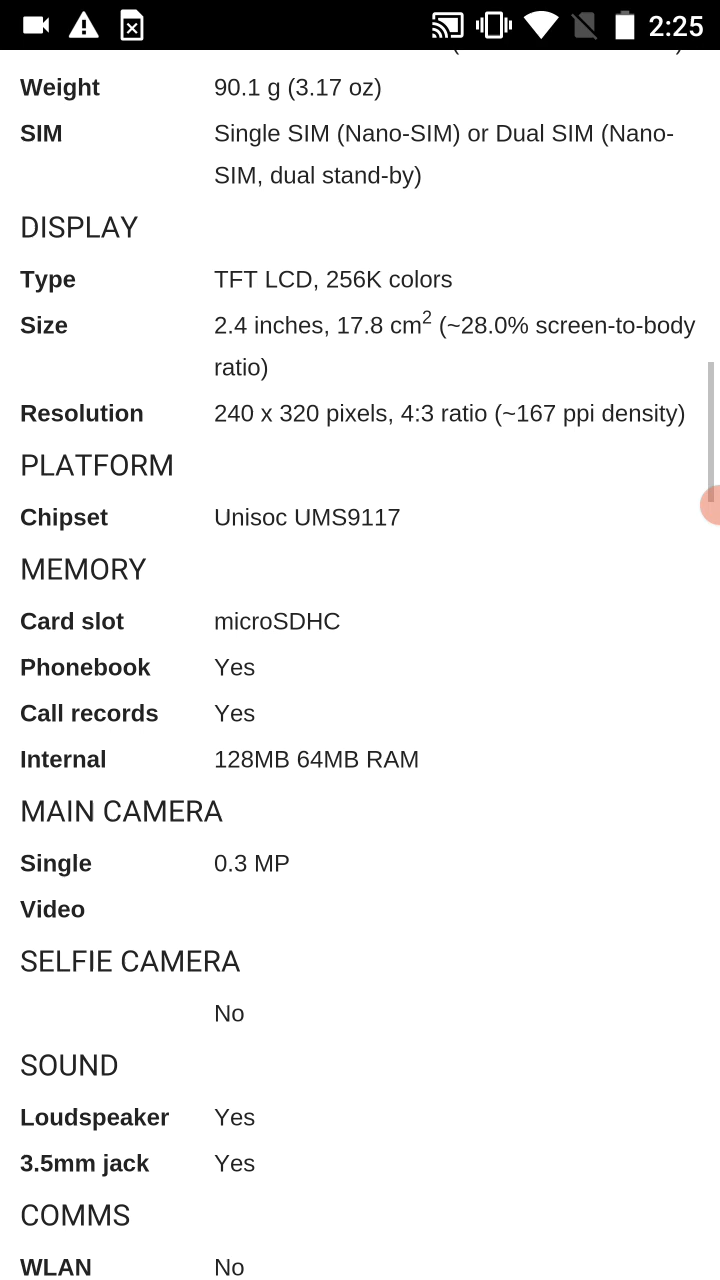 2:25
Weight 90.1 g (3.17 oz)
SIM Single SIM (Nano-SIM) or Dual SIM (Nano-
SIM, dual stand-by)
DISPLAY
Type TFT LCD, 256K colors
Size 2.4 inches, 17.8 cm² (~28.0% screen-to-body
ratio)
Resolution 240 x 320 pixels, 4:3 ratio (~167 ppi density)
PLATFORM
Chipset Unisoc UMS9117
MEMORY
Card slot microSDHC
Phonebook Yes
Call records Yes
Internal 128MB 64MB RAM
MAIN CAMERA
Single 0.3 MP
Video
SELFIE CAMERA
No
SOUND
Loudspeaker Yes
3.5mm jack Yes
COMMS
WLAN No